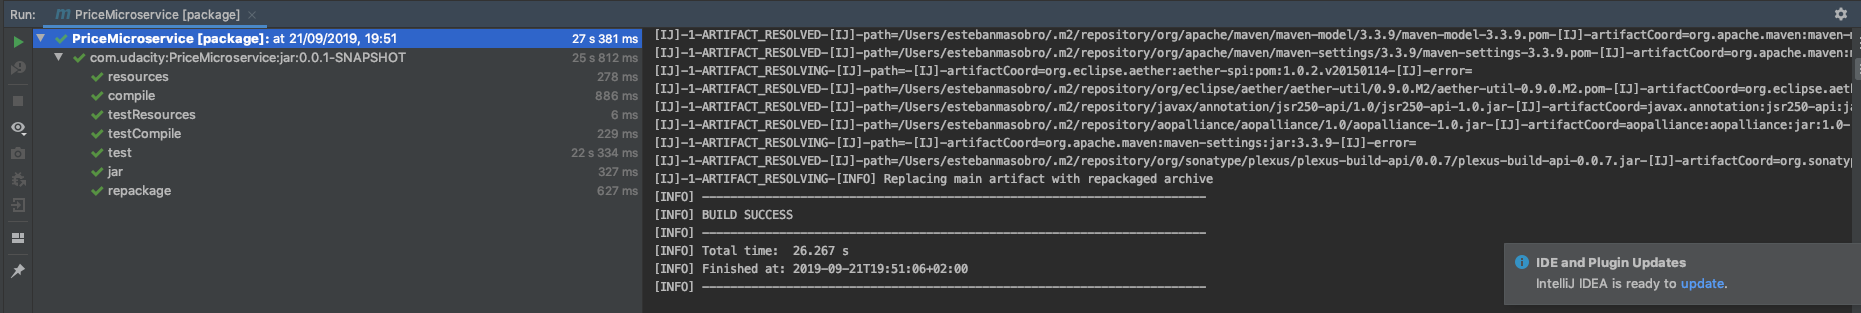 Run: PriceMicroservice [package]
PriceMicroservice [package]: at 21/09/2019, 19:51 27 s 381 ms
com.udacity:PriceMicroservice:jar:0.0.1-SNAPSHOT 25 s 812 ms
resources 278 ms
compile 886 ms
testResources 6 ms
testCompile 229 ms
test 22 s 334 ms
jar 327 ms
repackage 627 ms
[IJ]-1-ARTIFACT_RESOLVED-[IJ]-path=/Users/estebanmasobro/.m2/repository/org/apache/maven/maven-model/3.3.9/maven-model-3.3.9.pom-[IJ]-artifactCoord=org.apache.maven:maven-
[IJ]-1-ARTIFACT_RESOLVED-[IJ]-path=/Users/estebanmasobro/.m2/repository/org/apache/maven/maven-settings/3.3.9/maven-settings-3.3.9.pom-[IJ]-artifactCoord=org.apache.maven:
[IJ]-1-ARTIFACT_RESOLVING-[IJ]-path=-[IJ]-artifactCoord=org.eclipse.aether:aether-spi:pom:1.0.2.v20150114-[IJ]-error=
[IJ]-1-ARTIFACT_RESOLVED-[IJ]-path=/Users/estebanmasobro/.m2/repository/org/eclipse/aether/aether-util/0.9.0.M2/aether-util-0.9.0.M2.pom-[IJ]-artifactCoord=org.eclipse.aet
[IJ]-1-ARTIFACT_RESOLVED-[IJ]-path=/Users/estebanmasobro/.m2/repository/javax/annotation/jsr250-api/1.0/jsr250-api-1.0.jar-[IJ]-artifactCoord=javax.annotation:jsr250-api:j
[IJ]-1-ARTIFACT_RESOLVED-[IJ]-path=/Users/estebanmasobro/.m2/repository/aopalliance/aopalliance/1.0/aopalliance-1.0.jar-[IJ]-artifactCoord=aopalliance:aopalliance:jar:1.0-
[IJ]-1-ARTIFACT_RESOLVING-[IJ]-path=-[IJ]-artifactCoord=org.apache.maven:maven-settings:jar:3.3.9-[IJ]-error=
[IJ]-1-ARTIFACT_RESOLVED-[IJ]-path=/Users/estebanmasobro/.m2/repository/org/sonatype/plexus/plexus-build-api/0.0.7/plexus-build-api-0.0.7.jar-[IJ]-artifactCoord=org.sonatyp
[IJ]-1-ARTIFACT_RESOLVING-[INFO] Replacing main artifact with repackaged archive
[INFO] ------------------------------------------------------------------------
[INFO] BUILD SUCCESS
[INFO] ------------------------------------------------------------------------
[INFO] Total time:  26.267 s
[INFO] Finished at: 2019-09-21T19:51:06+02:00
[INFO] ------------------------------------------------------------------------
IDE and Plugin Updates
IntelliJ IDEA is ready to update.